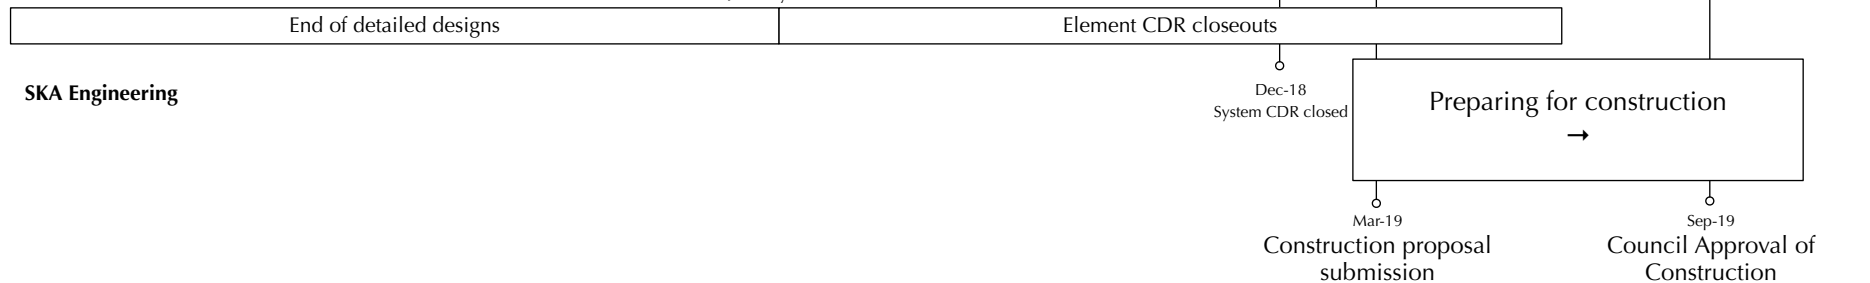 End of detailed designs
Element CDR closeouts
SKA Engineering
Dec-18
System CDR closed
Preparing for construction
→
Mar-19
Construction proposal
submission
Sep-19
Council Approval of
Construction